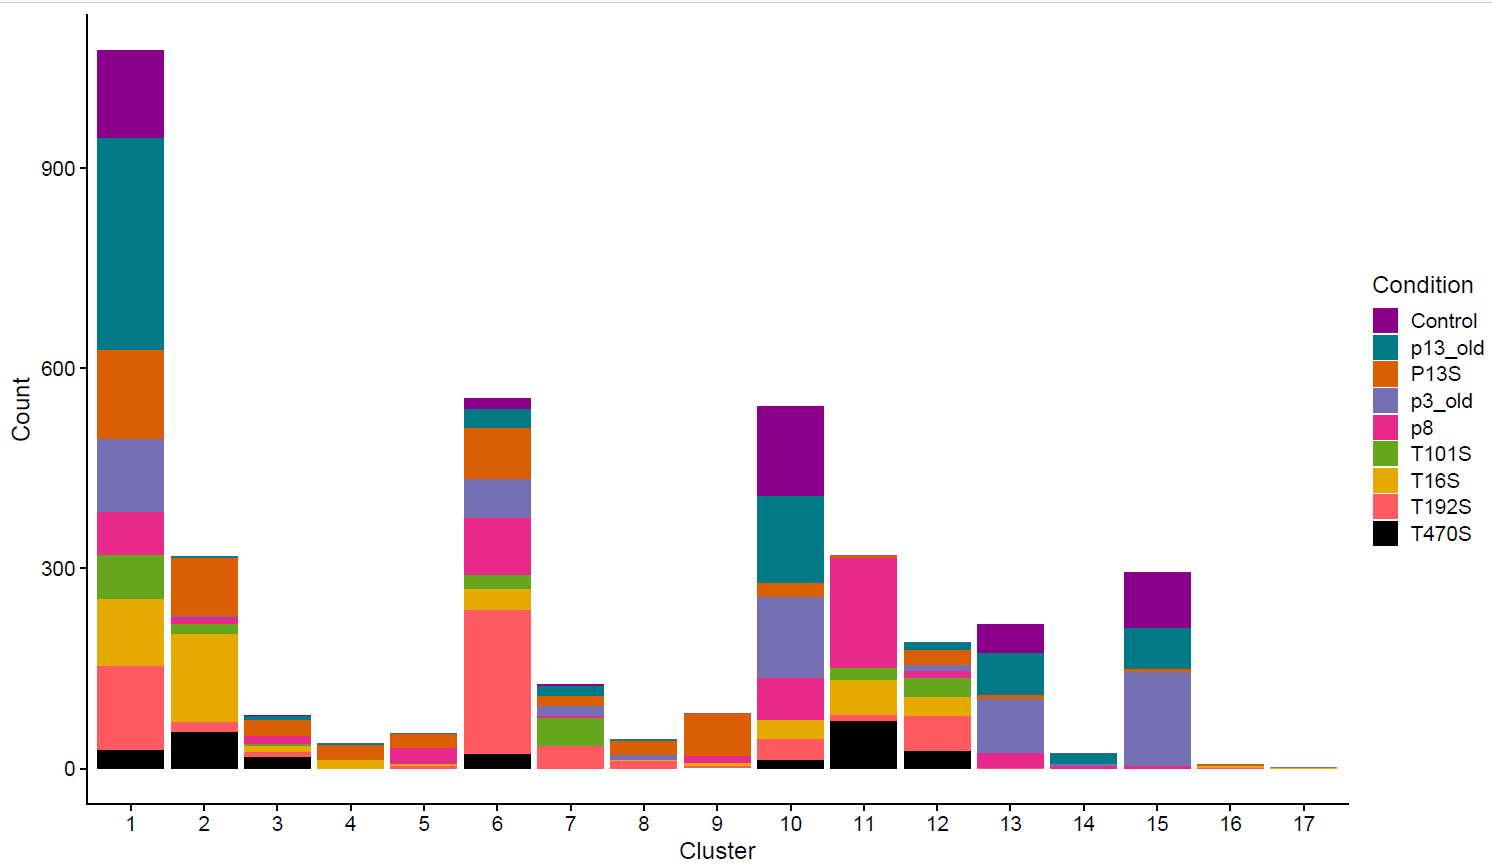 900
600
300
0
Count
1 2 3 4 5 6 7 8 9 10 11 12 13 14 15 16 17
Cluster
Condition
Control
p13_old
P13S
p3_old
p8
T101S
T16S
T192S
T470S